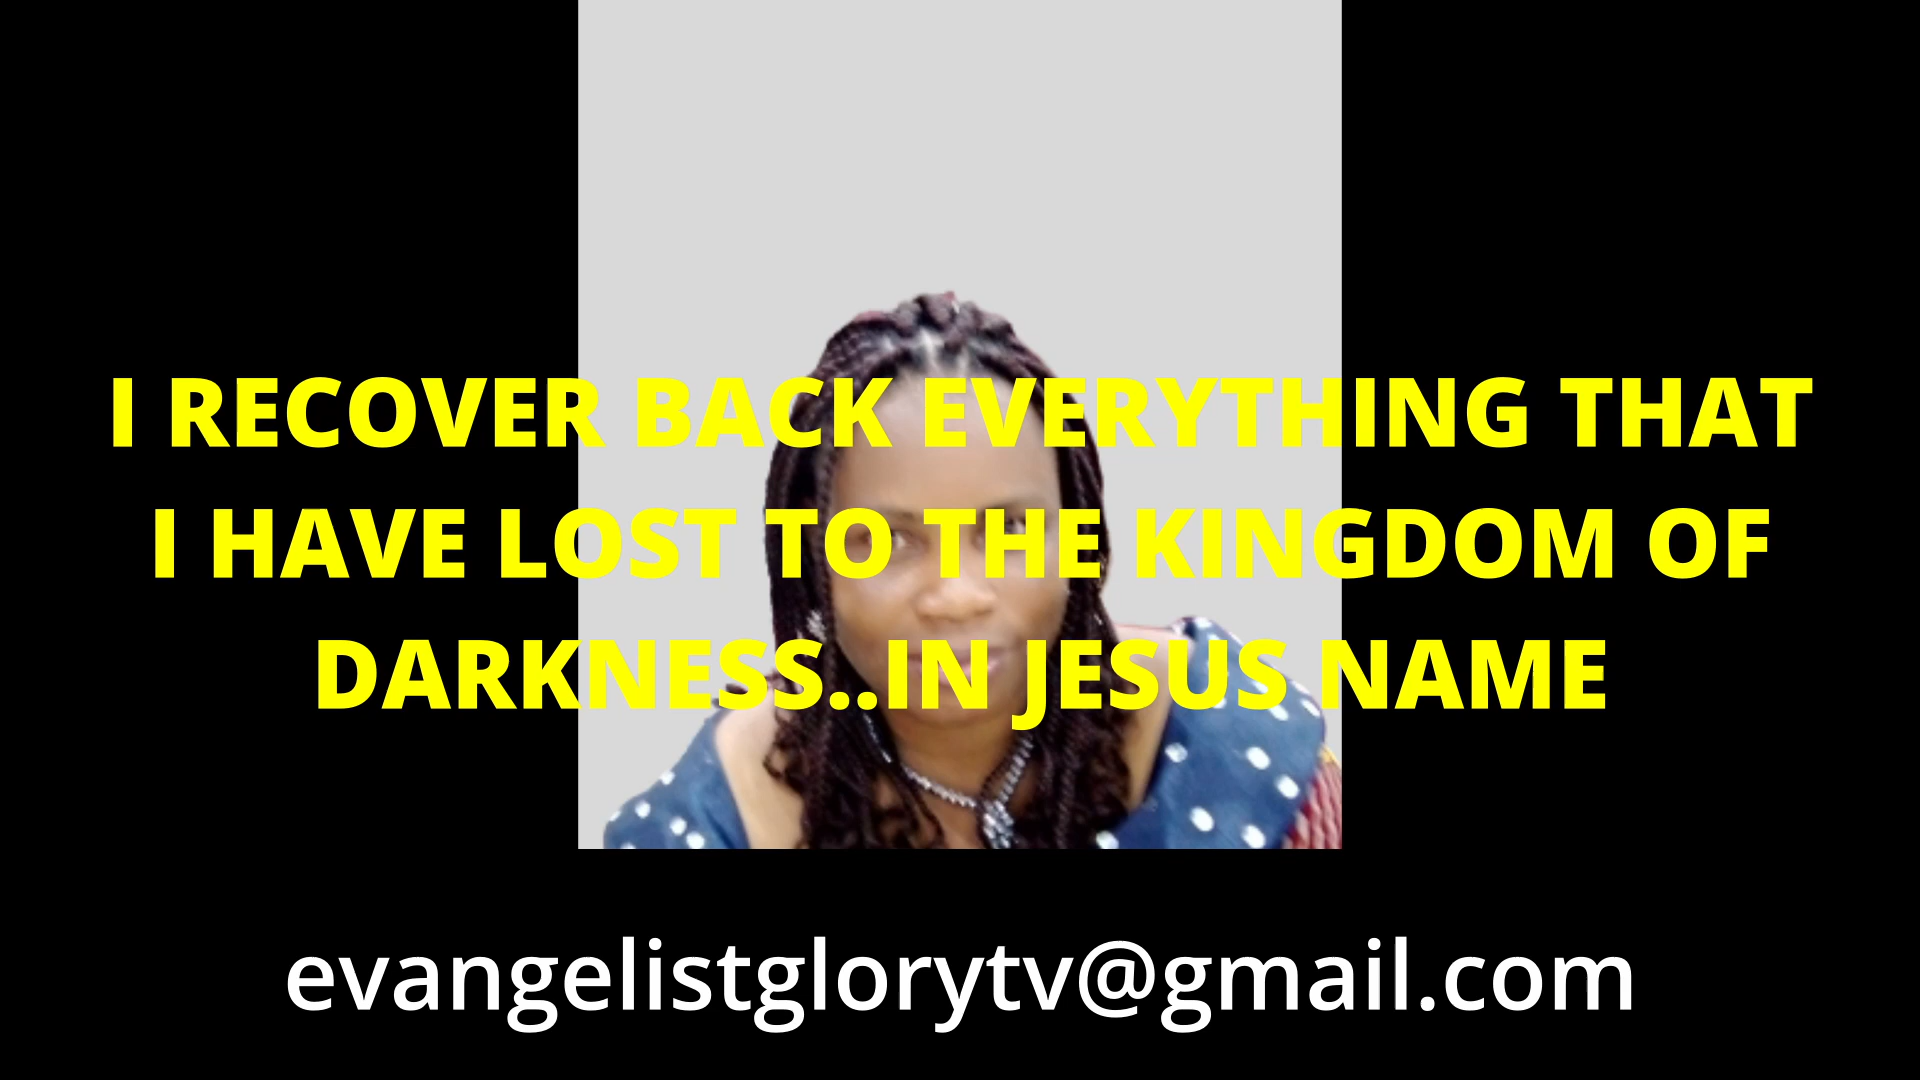 I RECOVER BACK EVERYTHING THAT
I HAVE LOST TO THE KINGDOM OF
DARKNESS..IN JESUS NAME
evangelistglorytv@gmail.com